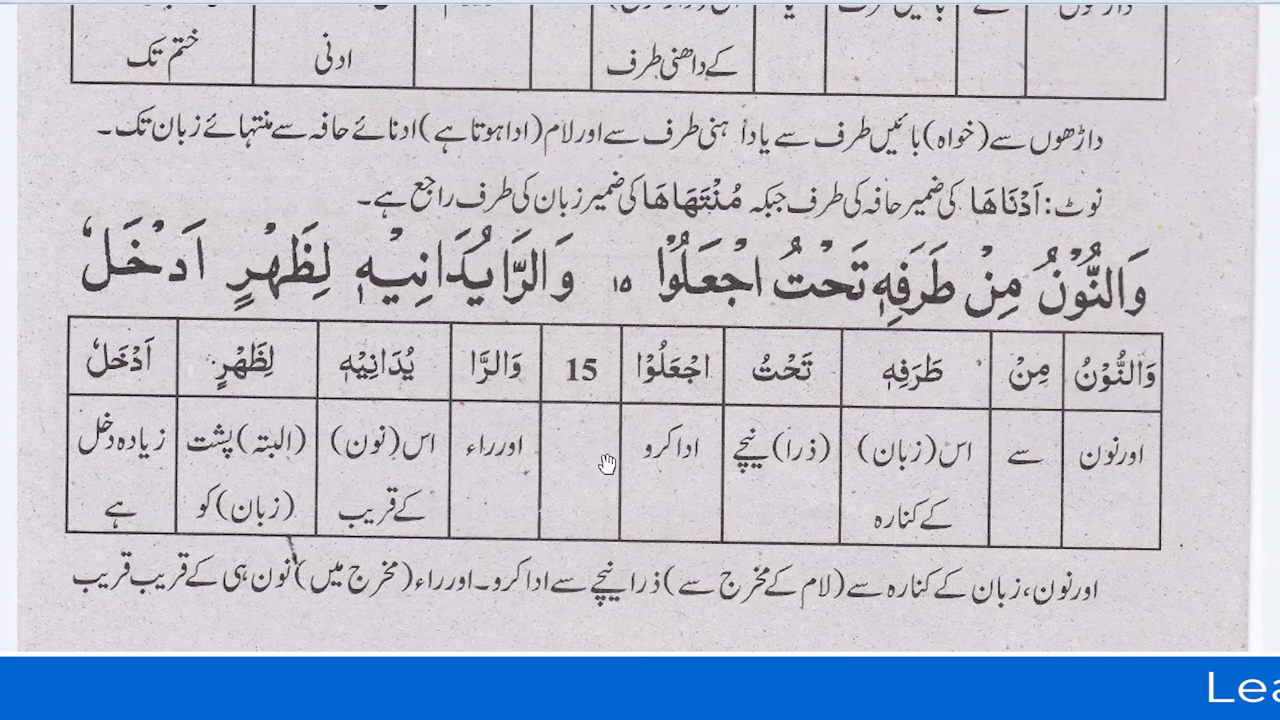 کے داھنی طرف ادنی ختم تک
داڑھوں سے (خواہ) بائیں طرف سے یا داہنی طرف سے اور لام (ادا ہوتا ہے) ادنائے حافہ سے منتہائے زبان تک۔
نوٹ: اَدْنَاهَا کی ضمیر حافہ کی طرف جبکہ مُنْتَهَاهَا کی ضمیر زبان کی طرف راجع ہے۔
وَالنُّوْنُ مِنْ طَرَفِهٖ تَحْتُ اجْعَلُوْا ۱۵ وَالرَّا يُدَانِيْهِ لِظَهْرٍ اَدْخَلُ
وَالنُّوْنُ مِنْ طَرَفِهٖ تَحْتُ اجْعَلُوْا 15 وَالرَّا يُدَانِيْهِ لِظَهْرٍ اَدْخَلُ
اور نون سے اس (زبان) (ذرا) نیچے ادا کرو اور راء اس (نون) (البتہ) پشت زیادہ دخل
کے کنارہ کے قریب (زبان) کو ہے
اور نون، زبان کے کنارہ سے (لام کے مخرج سے) ذرا نیچے سے ادا کرو۔ اور راء (مخرج میں) نون ہی کے قریب قریب
Lea